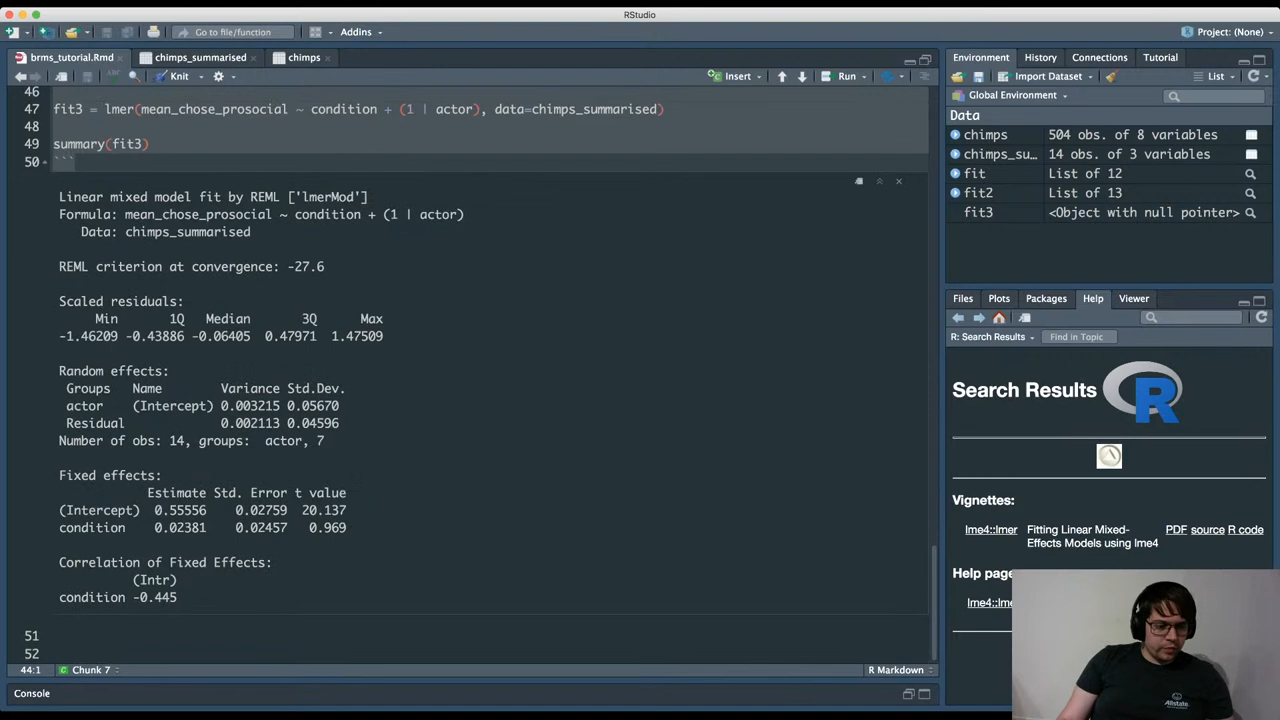 RStudio
Go to file/function
Addins
Project: (None)
brms_tutorial.Rmd
chimps_summarised
chimps
Knit
Insert
Run
46
47 fit3 = lmer(mean_chose_prosocial ~ condition + (1 | actor), data=chimps_summarised)
48
49 summary(fit3)
50 ```
Linear mixed model fit by REML ['lmerMod']
Formula: mean_chose_prosocial ~ condition + (1 | actor)
Data: chimps_summarised
REML criterion at convergence: -27.6
Scaled residuals:
Min 1Q Median 3Q Max
-1.46209 -0.43886 -0.06405 0.47971 1.47509
Random effects:
Groups Name Variance Std.Dev.
actor (Intercept) 0.003215 0.05670
Residual 0.002113 0.04596
Number of obs: 14, groups: actor, 7
Fixed effects:
Estimate Std. Error t value
(Intercept) 0.55556 0.02759 20.137
condition 0.02381 0.02457 0.969
Correlation of Fixed Effects:
(Intr)
condition -0.445
51
52
44:1 Chunk 7 R Markdown
Console
Environment History Connections Tutorial
Import Dataset List
Global Environment
Data
chimps 504 obs. of 8 variables
chimps_su... 14 obs. of 3 variables
fit List of 12
fit2 List of 13
fit3 <Object with null pointer>
Files Plots Packages Help Viewer
R: Search Results Find in Topic
Search Results R
Vignettes:
lme4::lmer Fitting Linear Mixed- PDF source R code
Effects Models using lme4
Help pag
lme4::lme
Allstate